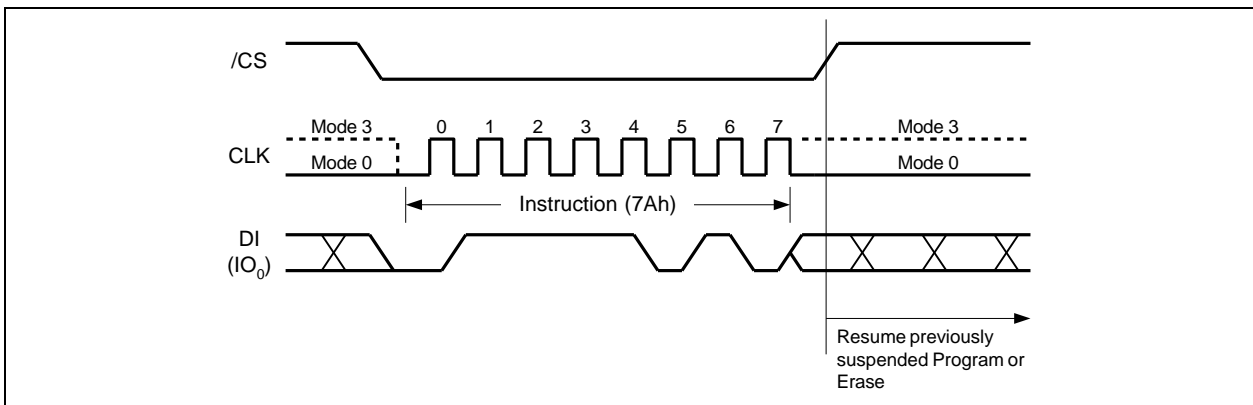 /CS
Mode 3 0 1 2 3 4 5 6 7 Mode 3
CLK
Mode 0 Mode 0
Instruction (7Ah)
DI
(IO0)
Resume previously
suspended Program or
Erase